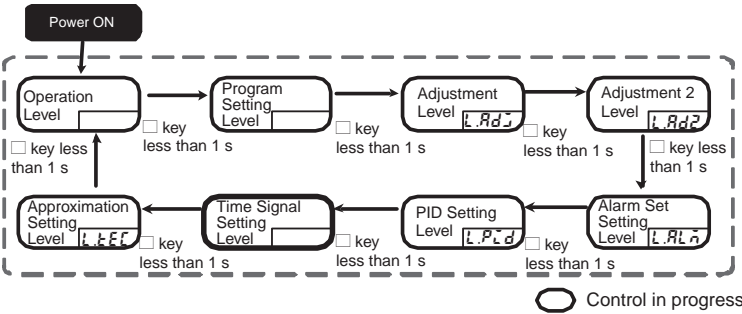 Power ON
Operation
Level
Program
Setting
Level
Adjustment
Level L.AdJ
Adjustment 2
Level L.Ad2
□ key less
than 1 s
□ key
less than 1 s
□ key
less than 1 s
□ key
less than 1 s
□ key less
than 1 s
Approximation
Setting
Level L.tEC
Time Signal
Setting
Level
PID Setting
Level L.PId
Alarm Set
Setting
Level L.ALm
□ key
less than 1 s
□ key
less than 1 s
□ key
less than 1 s
Control in progress